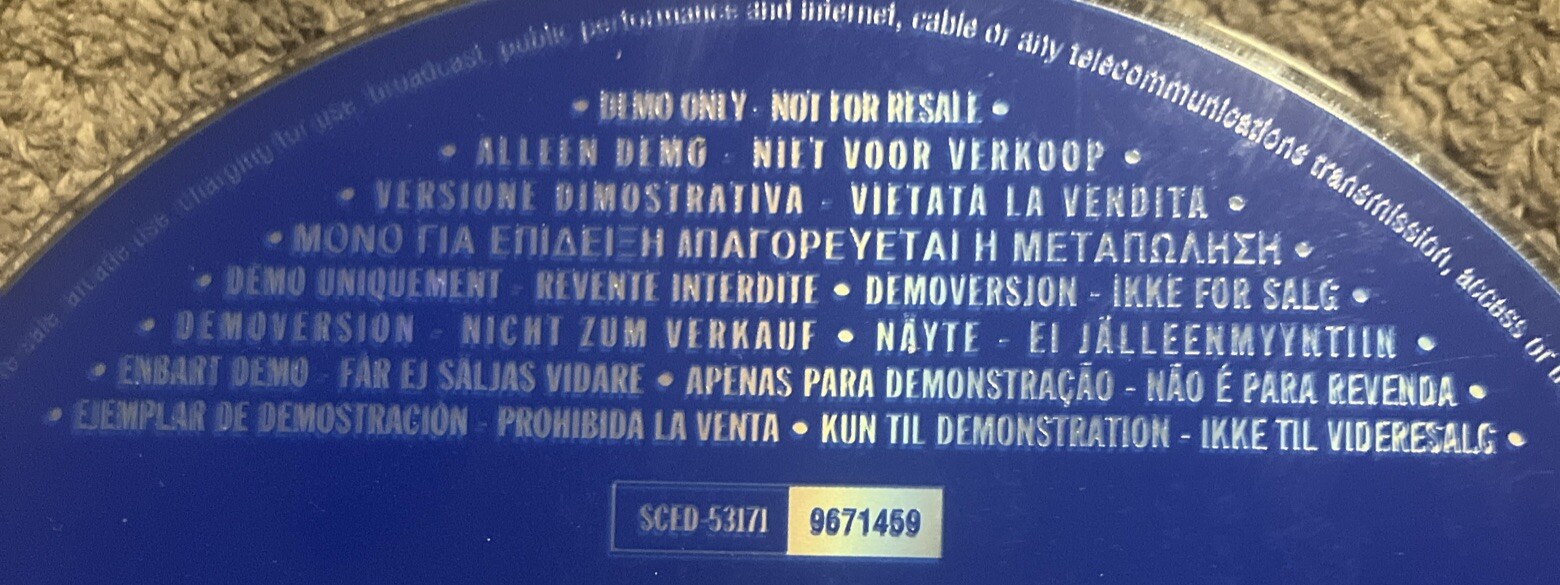 sale, arcade use, charging for use, broadcast, public performance and internet, cable or any telecommunications transmission, access or
• DEMO ONLY - NOT FOR RESALE •
• ALLEEN DEMO - NIET VOOR VERKOOP •
• VERSIONE DIMOSTRATIVA - VIETATA LA VENDITA •
• ΜΟΝΟ ΓΙΑ ΕΠΙΔΕΙΞΗ ΑΠΑΓΟΡΕΥΕΤΑΙ Η ΜΕΤΑΠΩΛΗΣΗ •
• DÉMO UNIQUEMENT - REVENTE INTERDITE • DEMOVERSJON - IKKE FOR SALG •
• DEMOVERSION - NICHT ZUM VERKAUF • NÄYTE - EI JÄLLEENMYYNTIIN •
• ENBART DEMO - FÅR EJ SÄLJAS VIDARE • APENAS PARA DEMONSTRAÇÃO - NÃO É PARA REVENDA •
• EJEMPLAR DE DEMOSTRACIÓN - PROHIBIDA LA VENTA • KUN TIL DEMONSTRATION - IKKE TIL VIDERESALG •
SCED-53171 9671459